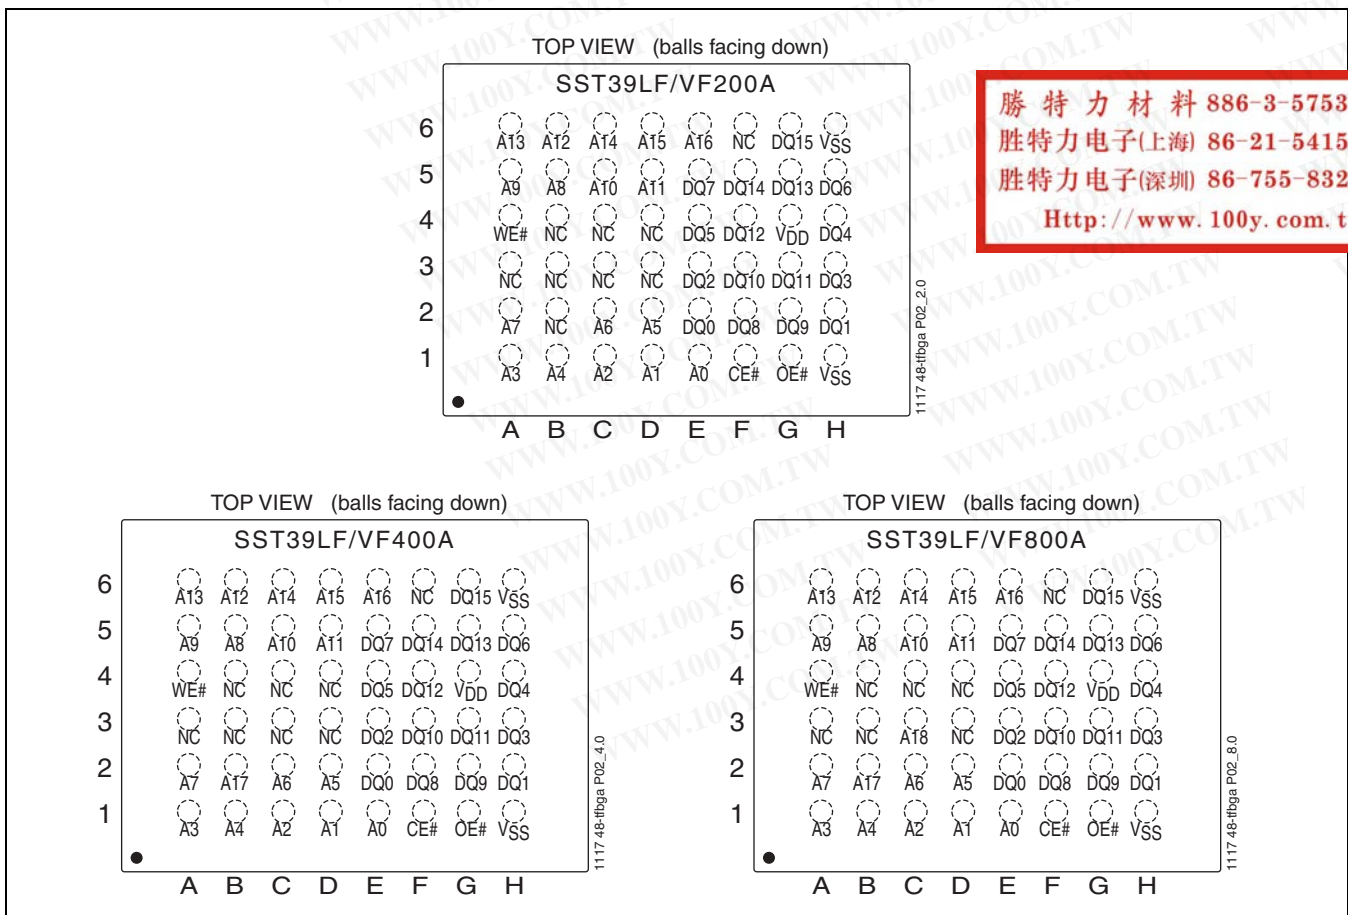 TOP VIEW (balls facing down)
SST39LF/VF200A
6 A13 A12 A14 A15 A16 NC DQ15 VSS
5 A9 A8 A10 A11 DQ7 DQ14 DQ13 DQ6
4 WE# NC NC NC DQ5 DQ12 VDD DQ4
3 NC NC NC NC DQ2 DQ10 DQ11 DQ3
2 A7 NC A6 A5 DQ0 DQ8 DQ9 DQ1
1 A3 A4 A2 A1 A0 CE# OE# VSS
A B C D E F G H
1117 48-tfbga P02_2.0
勝特力材料 886-3-5753
胜特力电子(上海) 86-21-5415
胜特力电子(深圳) 86-755-832
Http://www.100y.com.t
TOP VIEW (balls facing down)
SST39LF/VF400A
6 A13 A12 A14 A15 A16 NC DQ15 VSS
5 A9 A8 A10 A11 DQ7 DQ14 DQ13 DQ6
4 WE# NC NC NC DQ5 DQ12 VDD DQ4
3 NC NC NC NC DQ2 DQ10 DQ11 DQ3
2 A7 A17 A6 A5 DQ0 DQ8 DQ9 DQ1
1 A3 A4 A2 A1 A0 CE# OE# VSS
A B C D E F G H
1117 48-tfbga P02_4.0
TOP VIEW (balls facing down)
SST39LF/VF800A
6 A13 A12 A14 A15 A16 NC DQ15 VSS
5 A9 A8 A10 A11 DQ7 DQ14 DQ13 DQ6
4 WE# NC NC NC DQ5 DQ12 VDD DQ4
3 NC NC A18 NC DQ2 DQ10 DQ11 DQ3
2 A7 A17 A6 A5 DQ0 DQ8 DQ9 DQ1
1 A3 A4 A2 A1 A0 CE# OE# VSS
A B C D E F G H
1117 48-tfbga P02_8.0
WWW.100Y.COM.TW